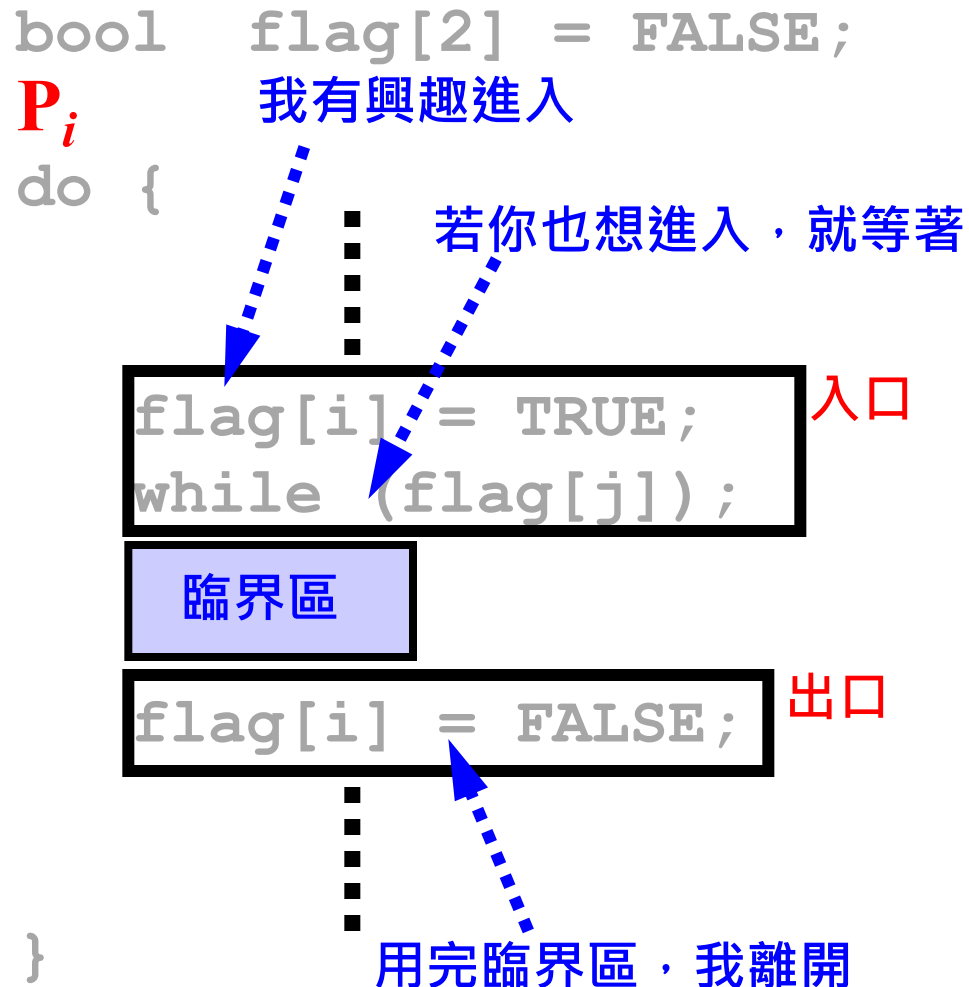 bool flag[2] = FALSE;
Pi
我有興趣進入
do {
若你也想進入，就等著
flag[i] = TRUE;
入口
while (flag[j]);
臨界區
出口
flag[i] = FALSE;
}
用完臨界區，我離開